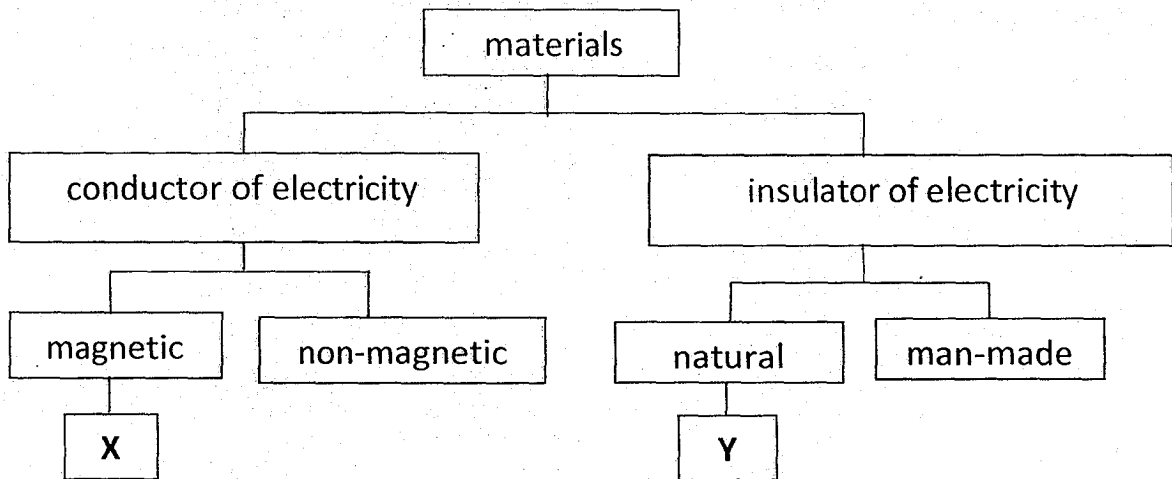 materials
conductor of electricity
insulator of electricity
magnetic
non-magnetic
natural
man-made
X
Y